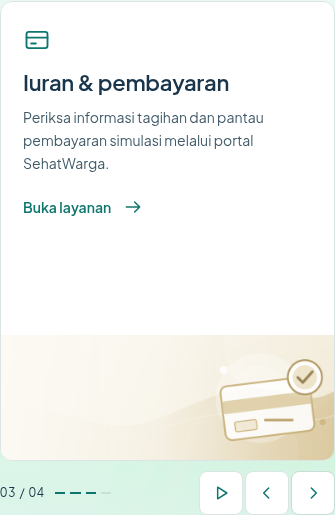 Iuran & pembayaran
Periksa informasi tagihan dan pantau
pembayaran simulasi melalui portal
SehatWarga.
Buka layanan
03 / 04